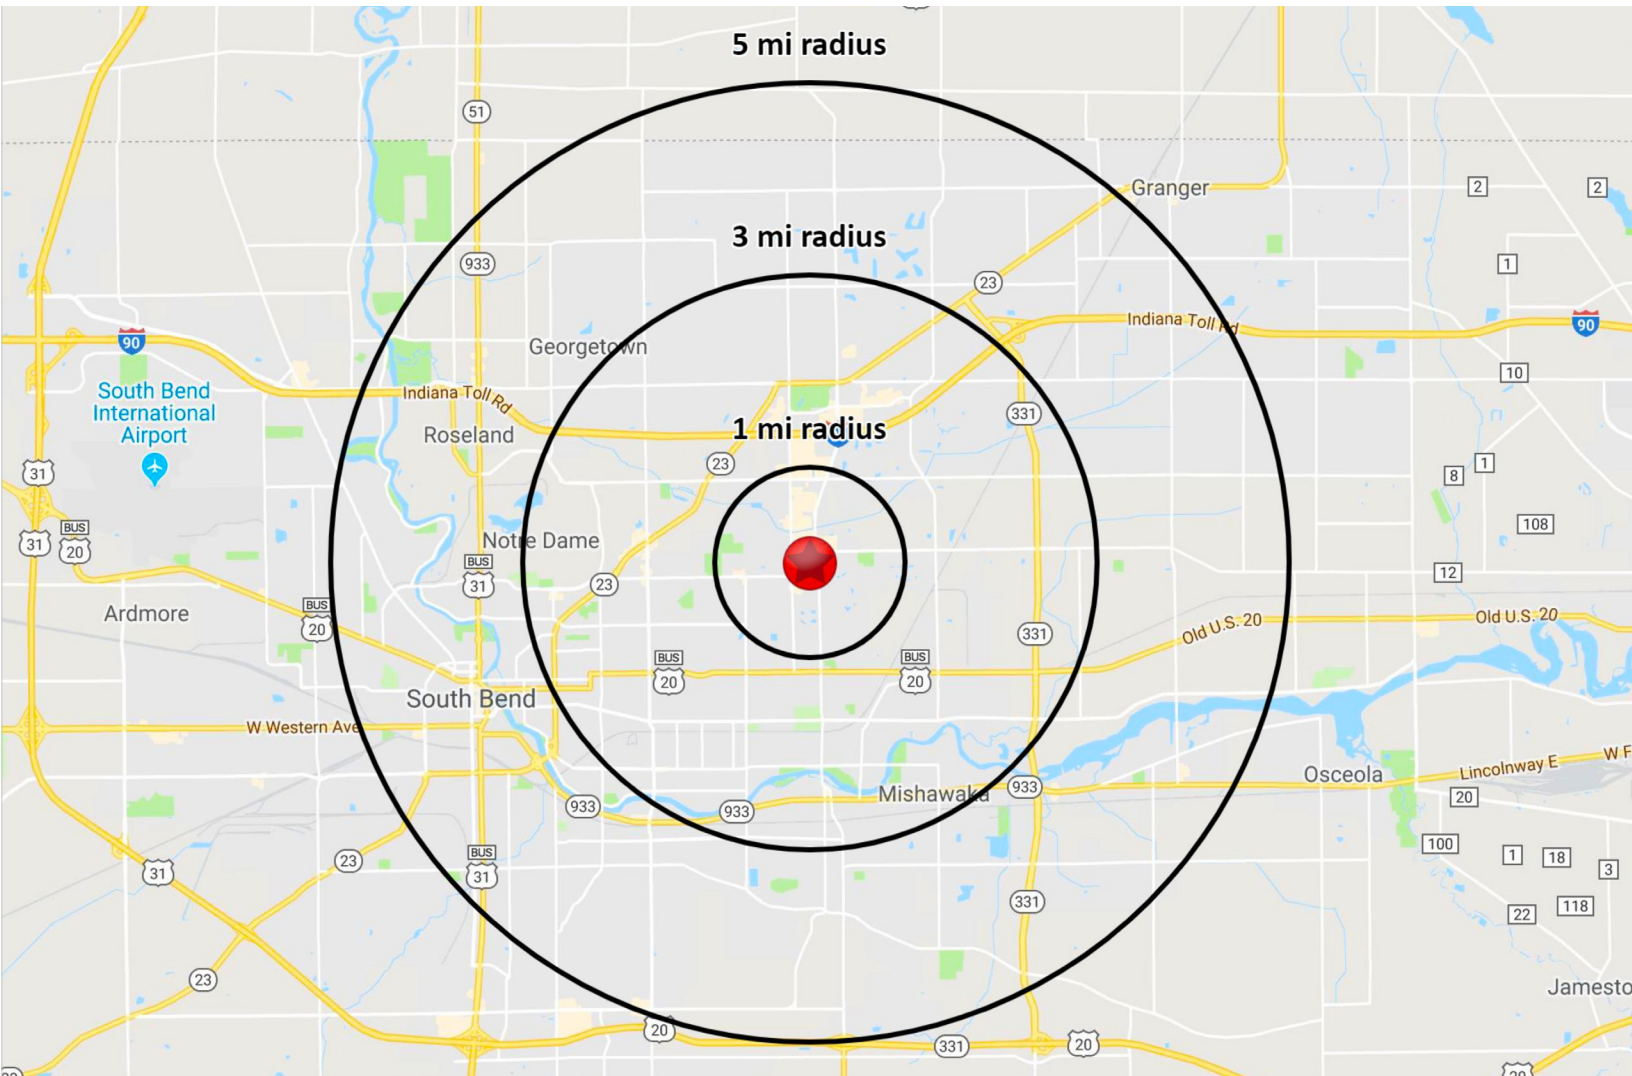 5 mi radius
51
Granger
2
2
3 mi radius
1
933
23
90
Indiana Toll Rd
90
Georgetown
10
South Bend
International
Airport
Indiana Toll Rd
331
Roseland
1 mi radius
23
1
31
8
108
BUS
20
31
Notre Dame
BUS
31
23
12
Ardmore
BUS
20
Old U.S. 20
Old U.S. 20
331
BUS
20
BUS
20
South Bend
W Western Ave
W F
Lincolnway E
Osceola
Mishawaka
933
20
933
933
100
1
18
3
23
BUS
31
31
331
118
22
23
Jamesto
20
331
20